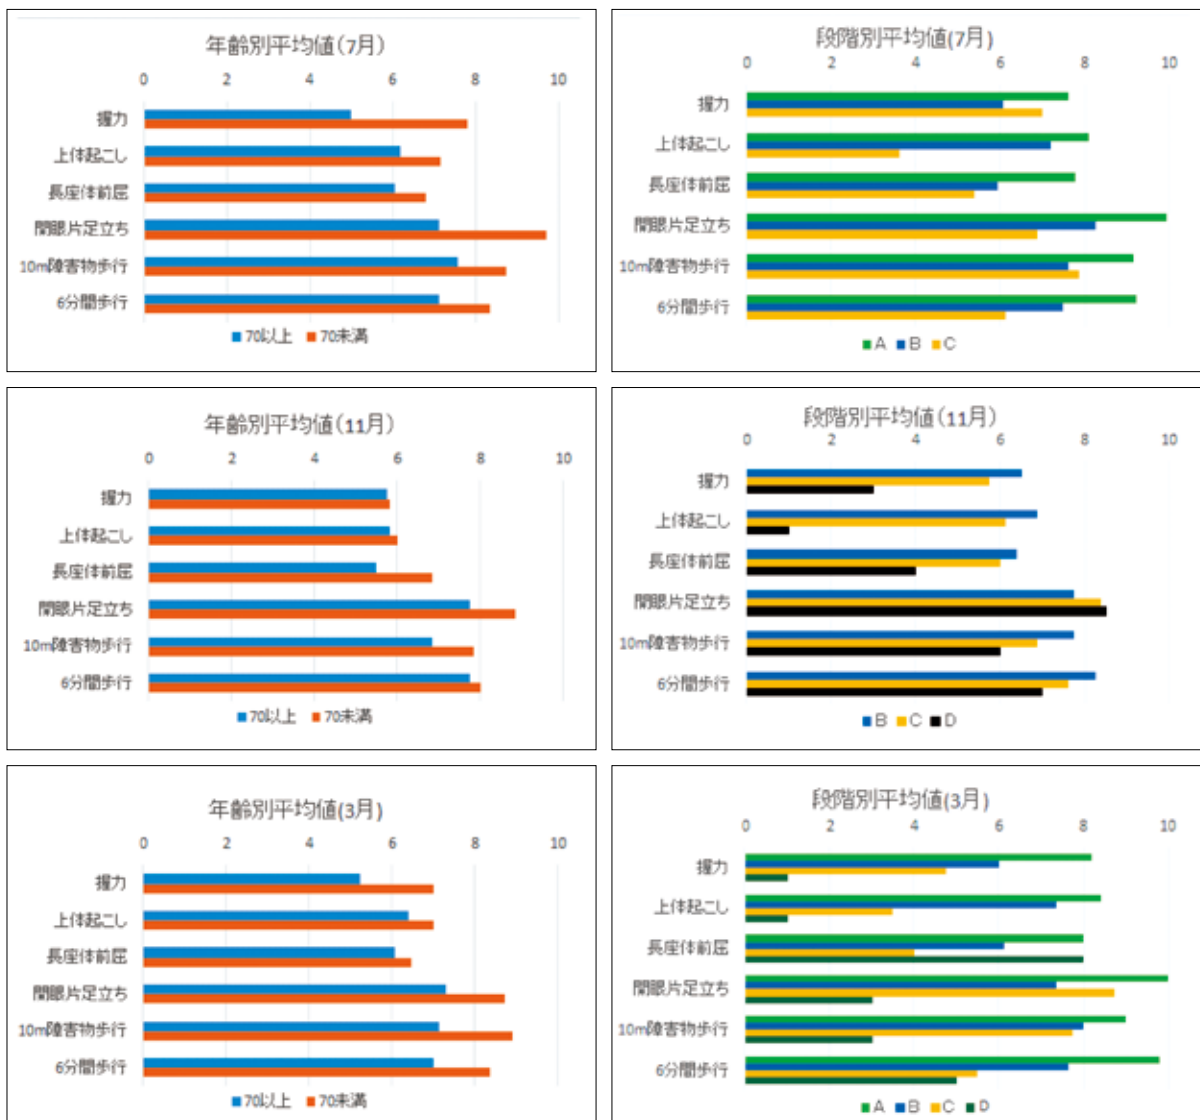 年齢別平均値(7月)
0 2 4 6 8 10
握力
上体起こし
長座体前屈
開眼片足立ち
10m障害物歩行
6分間歩行
70以上 70未満
段階別平均値(7月)
0 2 4 6 8 10
握力
上体起こし
長座体前屈
開眼片足立ち
10m障害物歩行
6分間歩行
A B C
年齢別平均値(11月)
0 2 4 6 8 10
握力
上体起こし
長座体前屈
開眼片足立ち
10m障害物歩行
6分間歩行
70以上 70未満
段階別平均値(11月)
0 2 4 6 8 10
握力
上体起こし
長座体前屈
開眼片足立ち
10m障害物歩行
6分間歩行
B C D
年齢別平均値(3月)
0 2 4 6 8 10
握力
上体起こし
長座体前屈
開眼片足立ち
10m障害物歩行
6分間歩行
70以上 70未満
段階別平均値(3月)
0 2 4 6 8 10
握力
上体起こし
長座体前屈
開眼片足立ち
10m障害物歩行
6分間歩行
A B C D